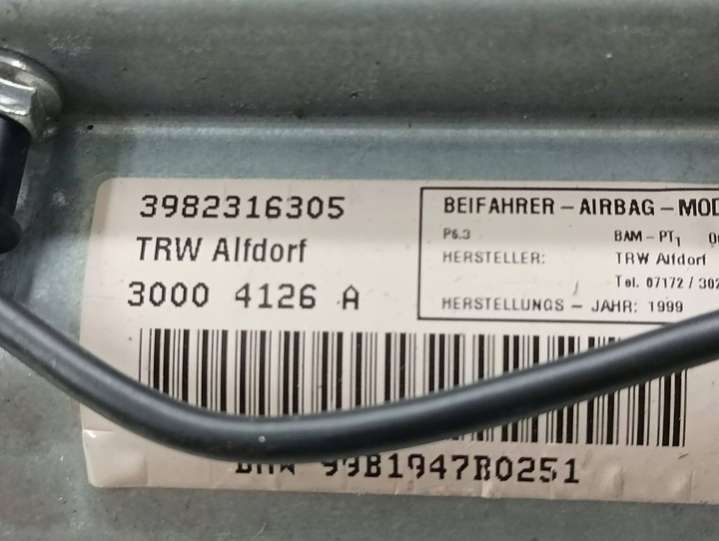 3982316305
TRW Alfdorf
3000 4126 A
BEIFAHRER - AIRBAG - MOD
P6.3 BAM - PT1
HERSTELLER: TRW Alfdorf
Tel. 07172 / 302
HERSTELLUNGS - JAHR: 1999
99B1947B0251